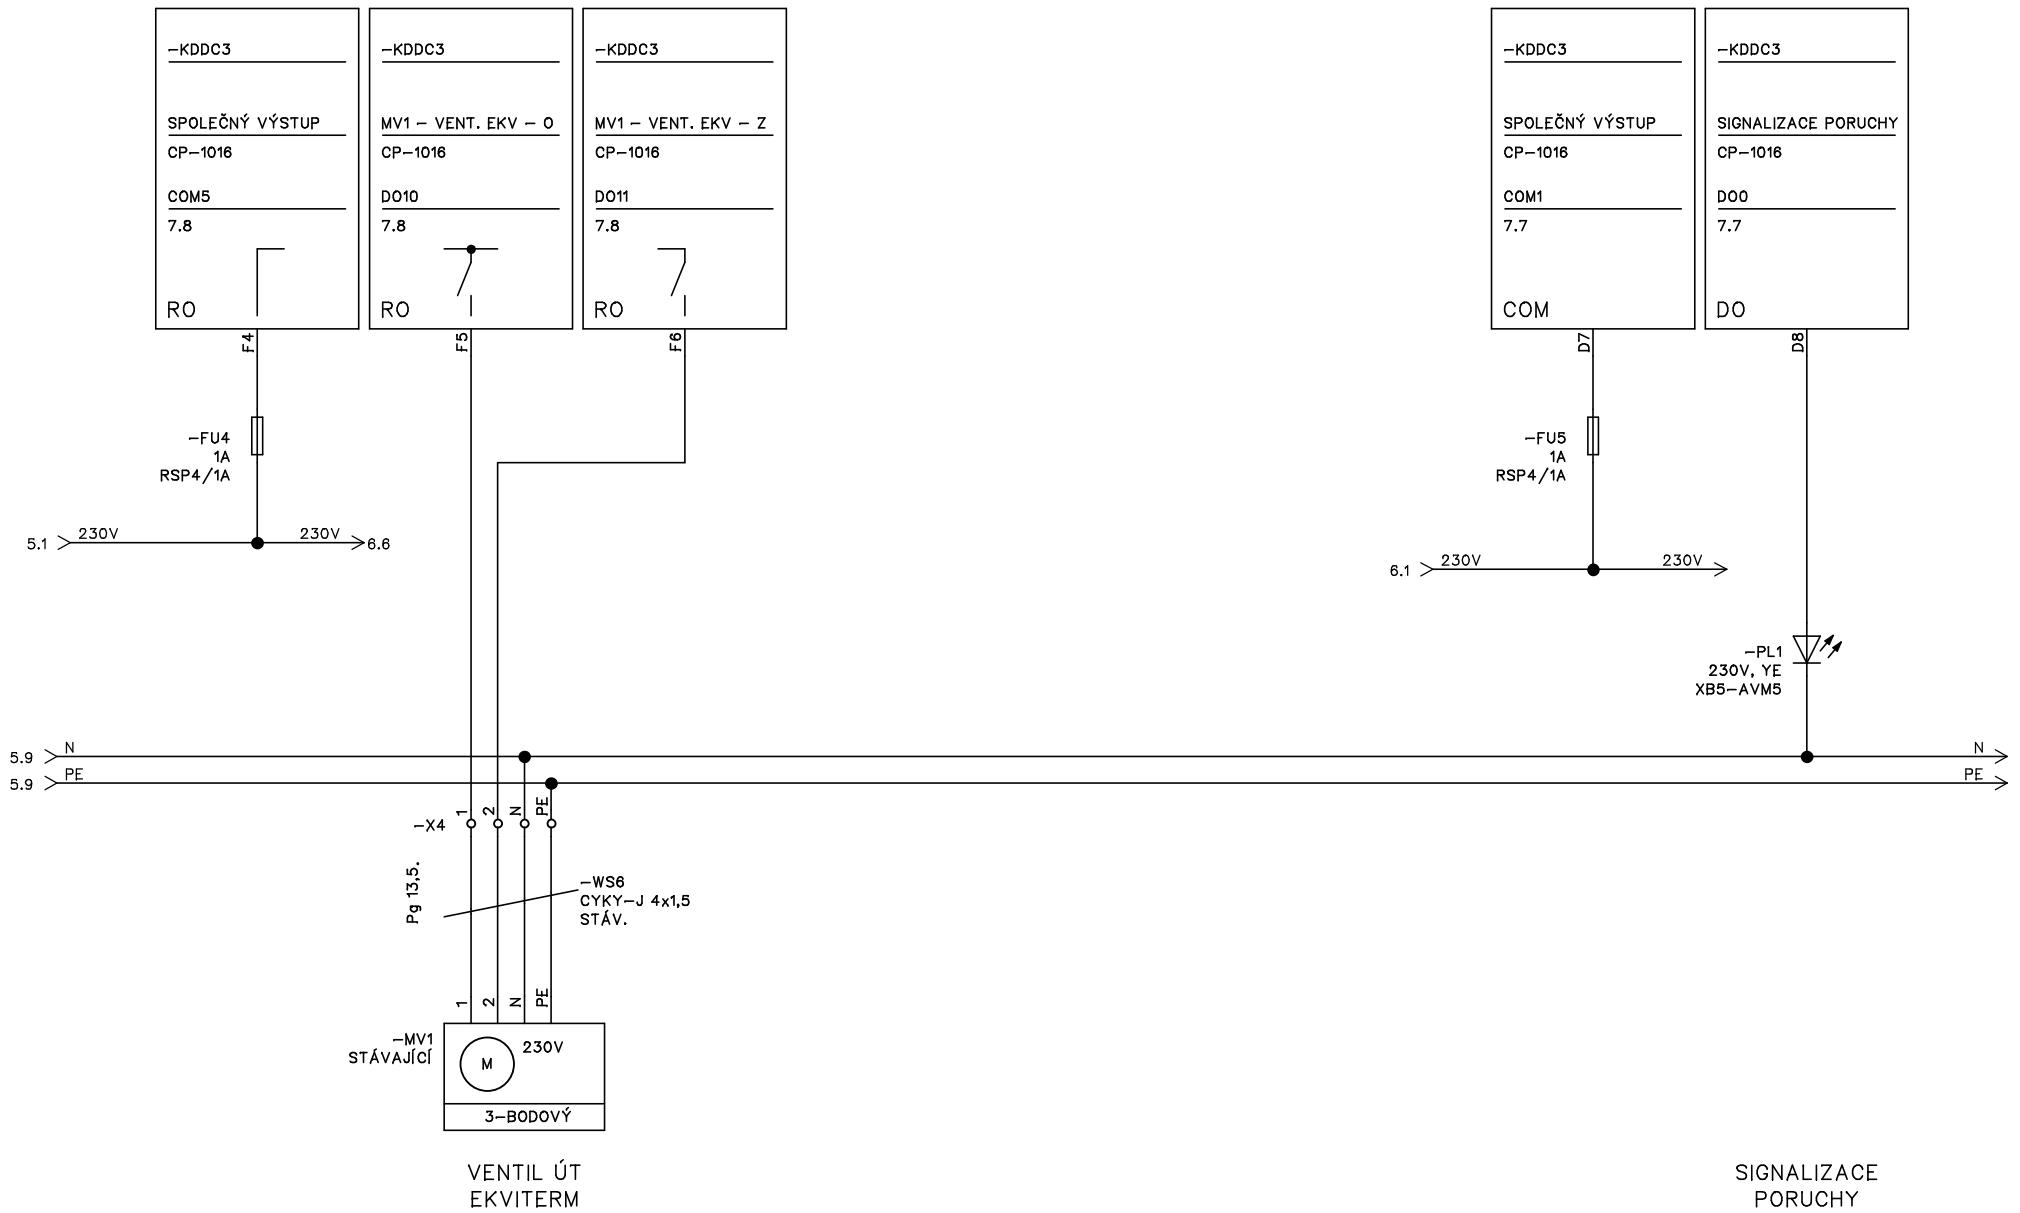 -KDDC3
SPOLEČNÝ VÝSTUP
CP-1016
COM5
7.8
RO
F4
-KDDC3
MV1 - VENT. EKV - O
CP-1016
DO10
7.8
RO
F5
-KDDC3
MV1 - VENT. EKV - Z
CP-1016
DO11
7.8
RO
F6
-KDDC3
SPOLEČNÝ VÝSTUP
CP-1016
COM1
7.7
COM
D7
-KDDC3
SIGNALIZACE PORUCHY
CP-1016
DO0
7.7
DO
D8
-FU4
1A
RSP4/1A
5.1
230V
230V
6.6
-FU5
1A
RSP4/1A
6.1
230V
230V
-PL1
230V, YE
XB5-AVM5
5.9
N
N
5.9
PE
PE
-X4
1
2
N
PE
Pg 13,5.
-WS6
CYKY-J 4x1,5
STÁV.
1
2
N
PE
-MV1
STÁVAJÍCÍ
M
230V
3-BODOVÝ
VENTIL ÚT
EKVITERM
SIGNALIZACE
PORUCHY